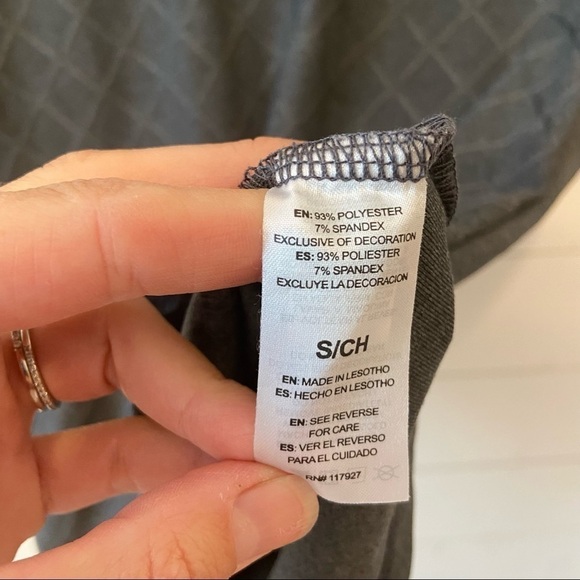 EN: 93% POLYESTER
7% SPANDEX
EXCLUSIVE OF DECORATION
ES: 93% POLIESTER
7% SPANDEX
EXCLUYE LA DECORACION
S/CH
EN: MADE IN LESOTHO
ES: HECHO EN LESOTHO
EN: SEE REVERSE
FOR CARE
ES: VER EL REVERSO
PARA EL CUIDADO
RN# 117927